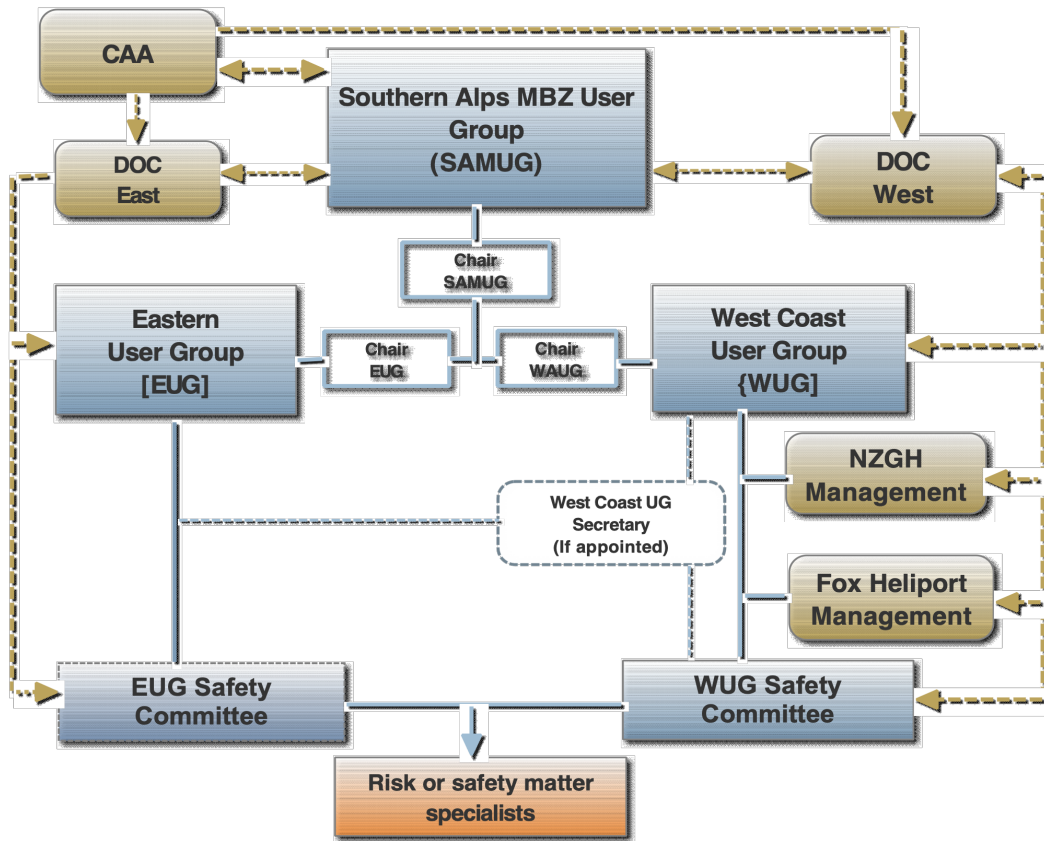 CAA
Southern Alps MBZ User
Group
(SAMUG)
DOC
East
DOC
West
Chair
SAMUG
Eastern
User Group
[EUG]
Chair
EUG
Chair
WAUG
West Coast
User Group
{WUG]
NZGH
Management
West Coast UG
Secretary
(If appointed)
Fox Heliport
Management
EUG Safety
Committee
WUG Safety
Committee
Risk or safety matter
specialists